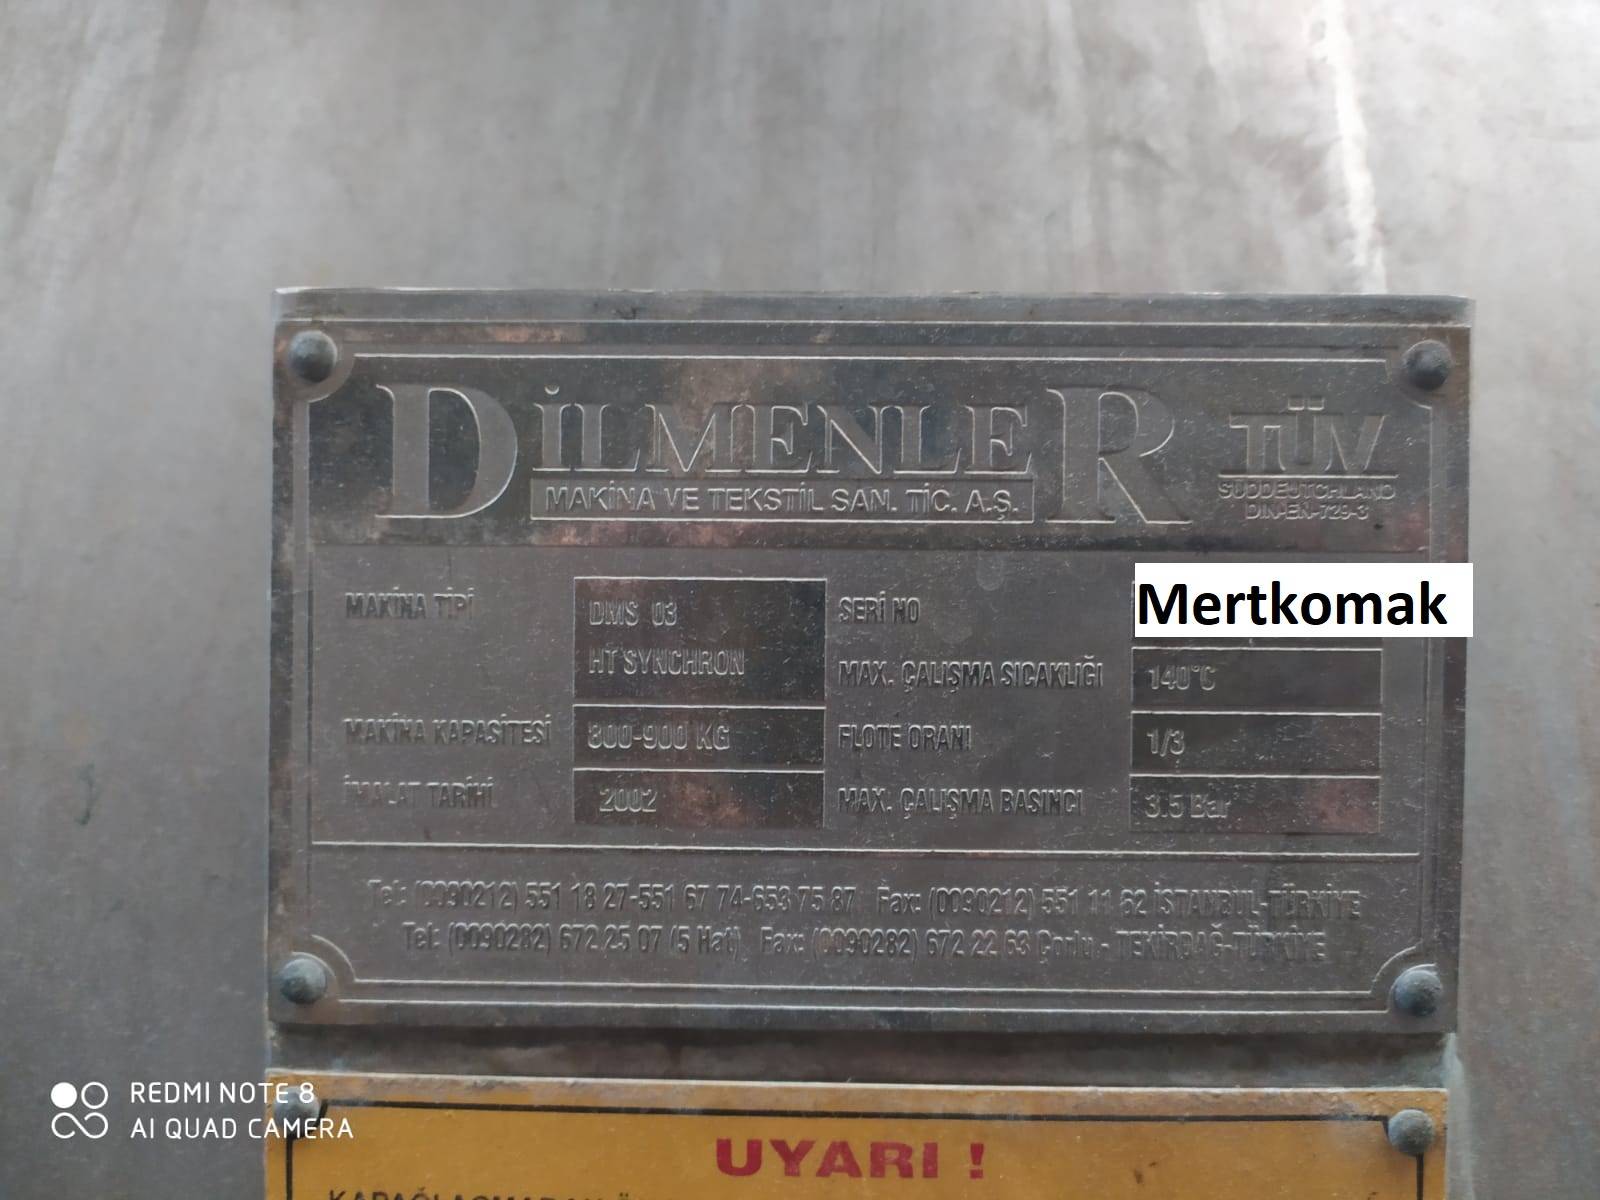 DİLMENLER
MAKİNA VE TEKSTİL SAN. TİC. A.Ş.
TÜV
SÜDDEUTCHLAND
DIN-EN-729-3
MAKİNA TİPİ DMS 03 SERİ NO Mertkomak
HT SYNCHRON MAX. ÇALIŞMA SICAKLIĞI 140°C
MAKİNA KAPASİTESİ 800-900 KG FLOTE ORANI 1/3
İMALAT TARİHİ 2002 MAX. ÇALIŞMA BASINCI 3.5 Bar
Tel: (0090212) 551 18 27-551 67 74-653 75 87 Fax: (0090212) 551 11 62 İSTANBUL-TÜRKİYE
Tel: (0090282) 672 25 07 (5 Hat) Fax: (0090282) 672 22 63 Çorlu - TEKİRDAĞ-TÜRKİYE
UYARI !
REDMI NOTE 8
AI QUAD CAMERA